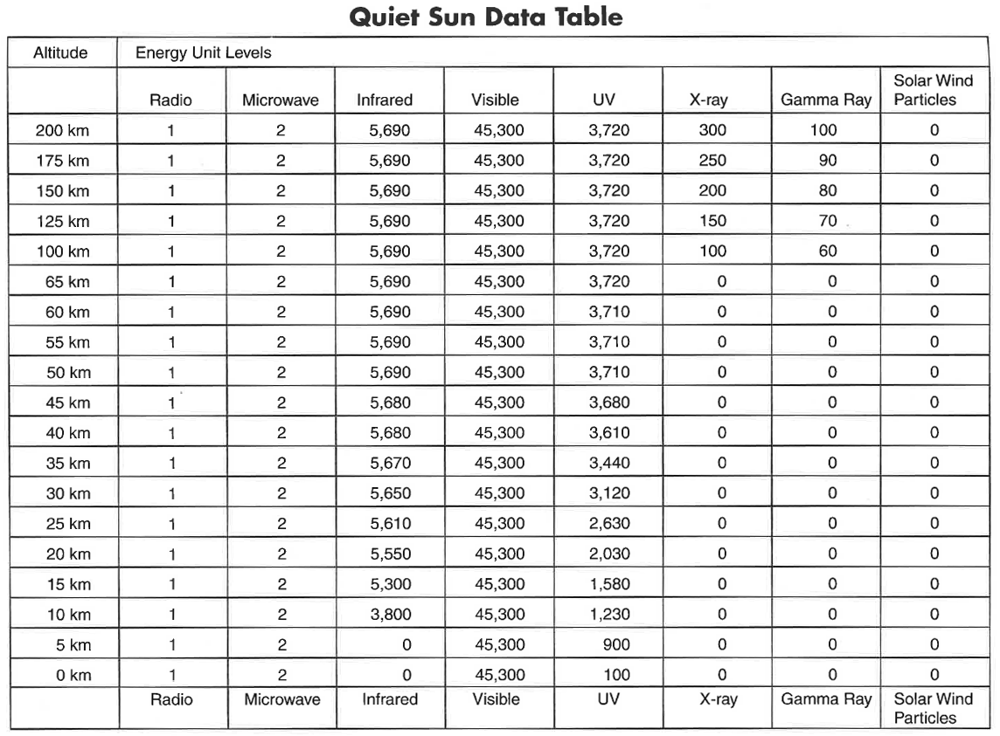 Quiet Sun Data Table
Altitude Energy Unit Levels
Radio Microwave Infrared Visible UV X-ray Gamma Ray Solar Wind
Particles
200 km 1 2 5,690 45,300 3,720 300 100 0
175 km 1 2 5,690 45,300 3,720 250 90 0
150 km 1 2 5,690 45,300 3,720 200 80 0
125 km 1 2 5,690 45,300 3,720 150 70 0
100 km 1 2 5,690 45,300 3,720 100 60 0
65 km 1 2 5,690 45,300 3,720 0 0 0
60 km 1 2 5,690 45,300 3,710 0 0 0
55 km 1 2 5,690 45,300 3,710 0 0 0
50 km 1 2 5,690 45,300 3,710 0 0 0
45 km 1 2 5,680 45,300 3,680 0 0 0
40 km 1 2 5,680 45,300 3,610 0 0 0
35 km 1 2 5,670 45,300 3,440 0 0 0
30 km 1 2 5,650 45,300 3,120 0 0 0
25 km 1 2 5,610 45,300 2,630 0 0 0
20 km 1 2 5,550 45,300 2,030 0 0 0
15 km 1 2 5,300 45,300 1,580 0 0 0
10 km 1 2 3,800 45,300 1,230 0 0 0
5 km 1 2 0 45,300 900 0 0 0
0 km 1 2 0 45,300 100 0 0 0
Radio Microwave Infrared Visible UV X-ray Gamma Ray Solar Wind
Particles